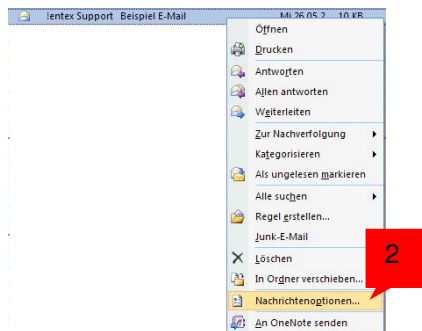 lentex Support Beispiel E-Mail Mi 26.05.2... 10 KB
Öffnen
Drucken
Antworten
Allen antworten
Weiterleiten
Zur Nachverfolgung
Kategorisieren
Als ungelesen markieren
Alle suchen
Regel erstellen...
Junk-E-Mail
Löschen
In Ordner verschieben...
2
Nachrichtenoptionen...
An OneNote senden